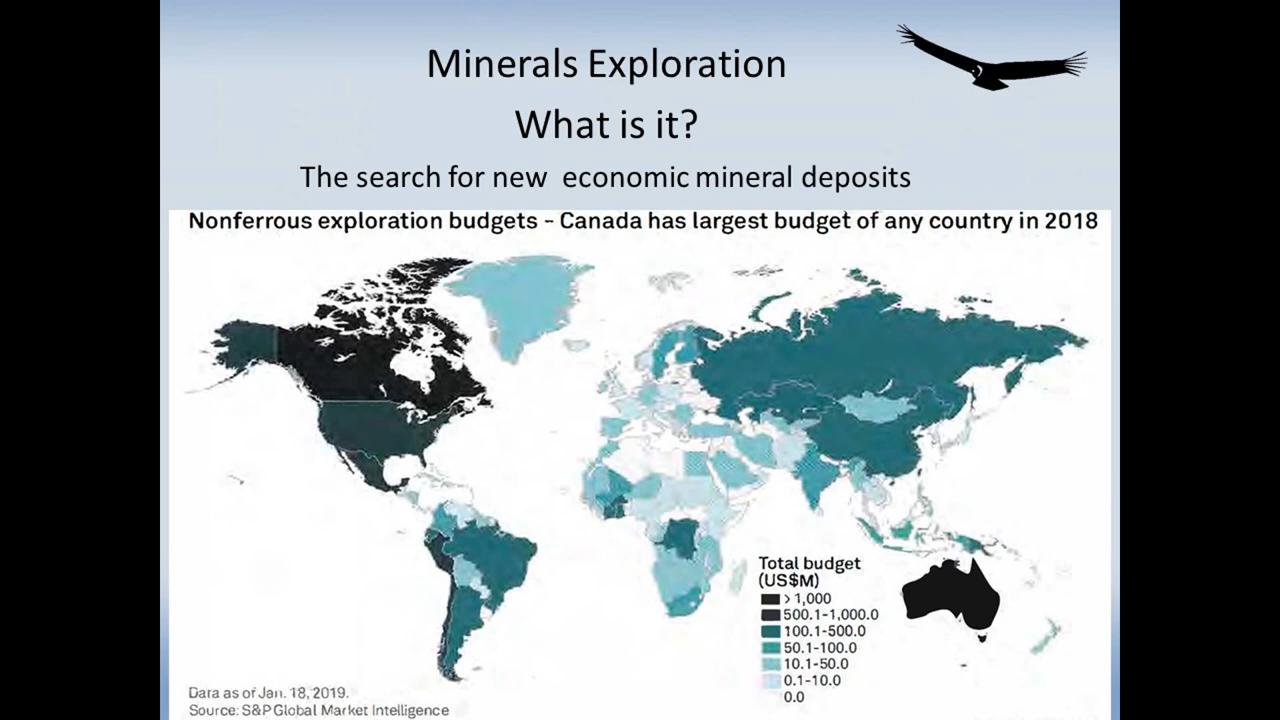 Minerals Exploration
What is it?
The search for new economic mineral deposits
Nonferrous exploration budgets - Canada has largest budget of any country in 2018
Total budget
(US$M)
> 1,000
500.1-1,000.0
100.1-500.0
50.1-100.0
10.1-50.0
0.1-10.0
0.0
Data as of Jan. 18, 2019.
Source: S&P Global Market Intelligence